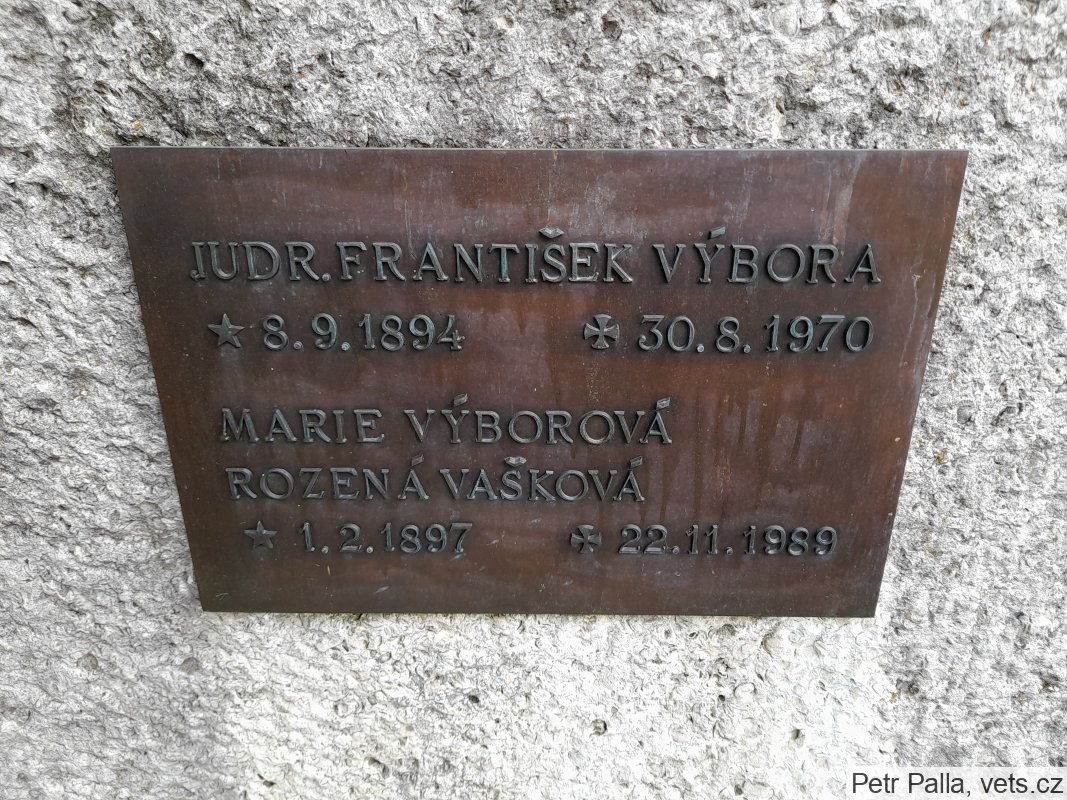 JUDR. FRANTIŠEK VÝBORA
★ 8.9.1894 ✠ 30.8.1970
MARIE VÝBOROVÁ
ROZENÁ VAŠKOVÁ
★ 1.2.1897 ✠ 22.11.1989
Petr Palla, vets.cz